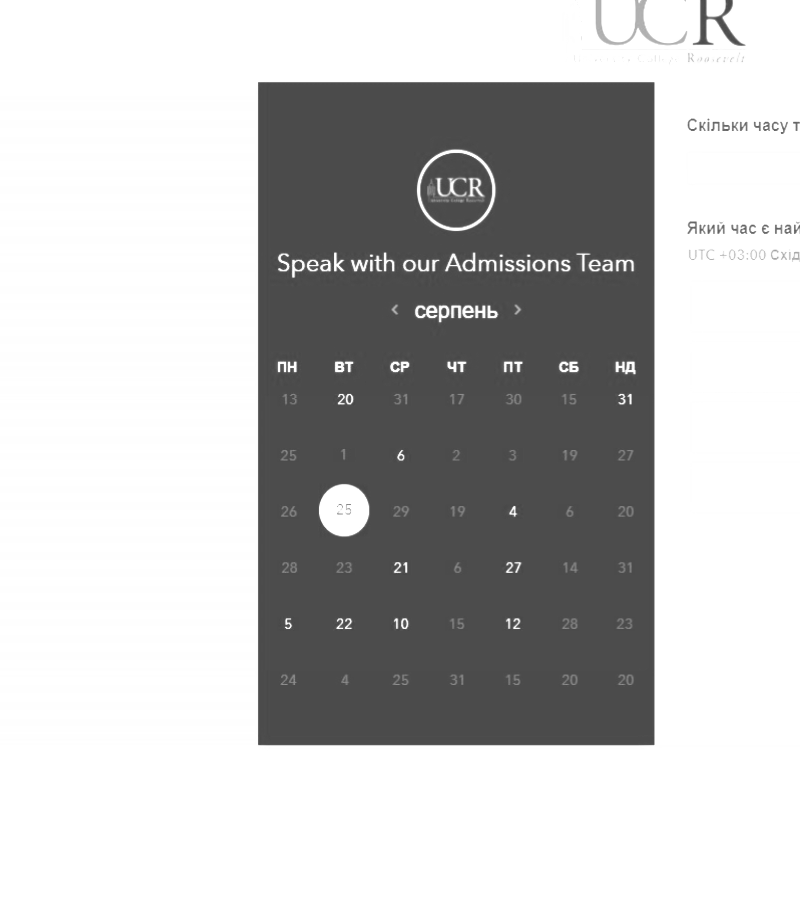 UCR
Roosevelt
Скільки часу т
UCR
Який час є най
UTC +03:00 Схід
Speak with our Admissions Team
серпень
ПН ВТ СР ЧТ ПТ СБ НД
13 20 31 17 30 15 31
25 1 6 2 3 19 27
26 25 29 19 4 6 20
28 23 21 6 27 14 31
5 22 10 15 12 28 23
24 4 25 31 15 20 20